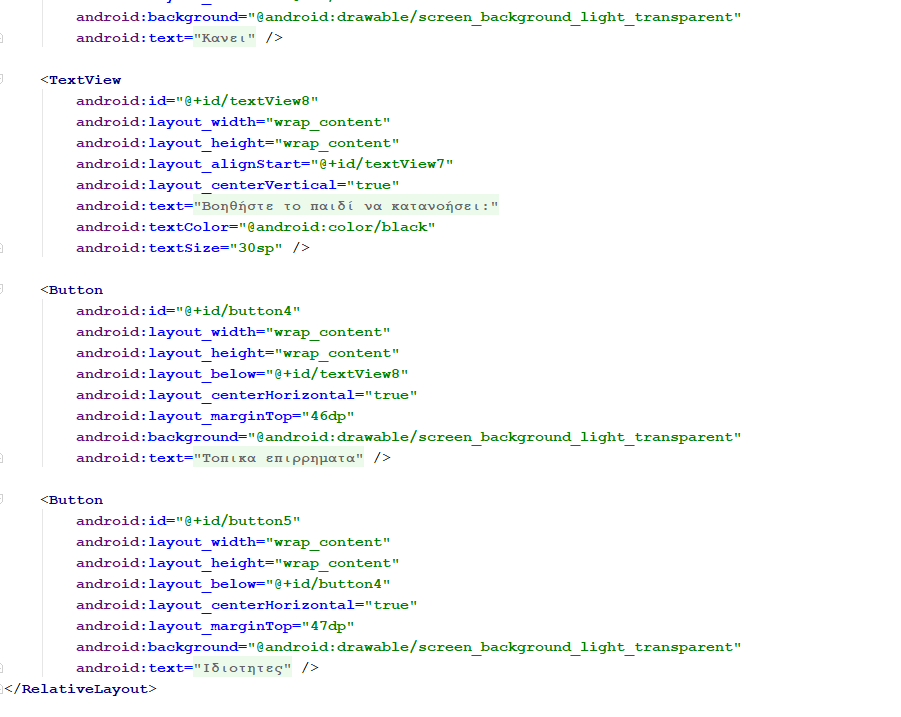 android:background="@android:drawable/screen_background_light_transparent"
android:text="Κανει" />
<TextView
android:id="@+id/textView8"
android:layout_width="wrap_content"
android:layout_height="wrap_content"
android:layout_alignStart="@+id/textView7"
android:layout_centerVertical="true"
android:text="Βοηθήστε το παιδί να κατανοήσει:"
android:textColor="@android:color/black"
android:textSize="30sp" />
<Button
android:id="@+id/button4"
android:layout_width="wrap_content"
android:layout_height="wrap_content"
android:layout_below="@+id/textView8"
android:layout_centerHorizontal="true"
android:layout_marginTop="46dp"
android:background="@android:drawable/screen_background_light_transparent"
android:text="Τοπικα επιρρηματα" />
<Button
android:id="@+id/button5"
android:layout_width="wrap_content"
android:layout_height="wrap_content"
android:layout_below="@+id/button4"
android:layout_centerHorizontal="true"
android:layout_marginTop="47dp"
android:background="@android:drawable/screen_background_light_transparent"
android:text="Ιδιοτητες" />
</RelativeLayout>